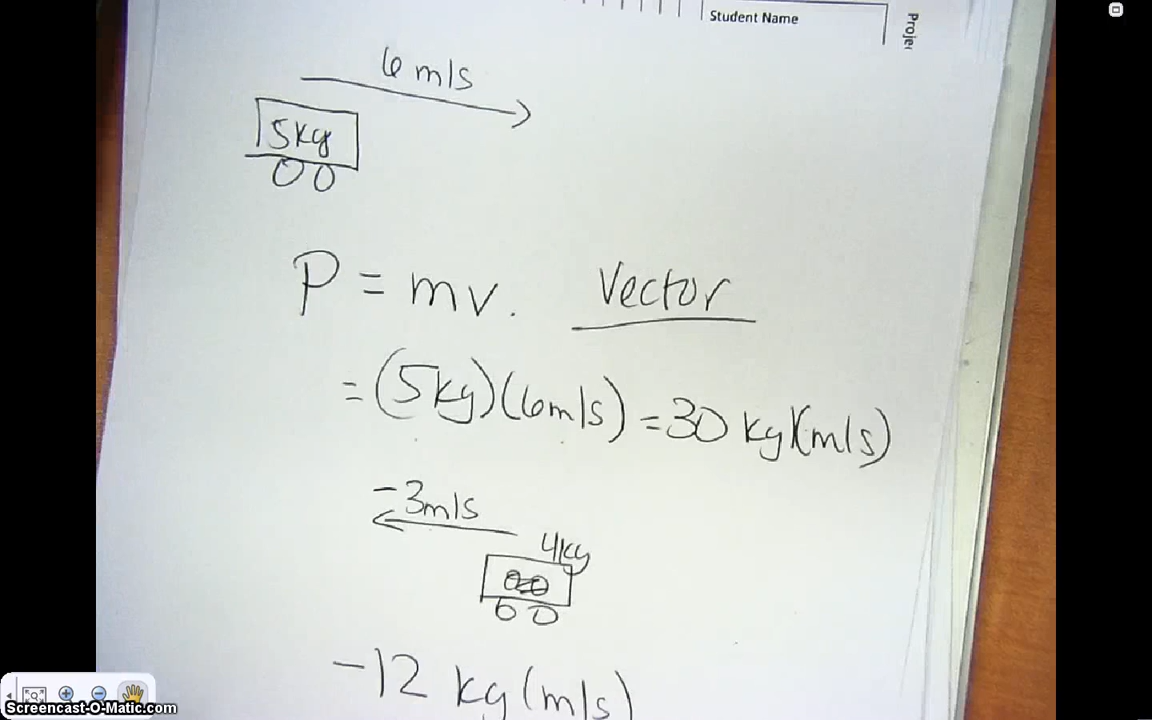 Student Name
Projec
6 m/s
5kg
P = mv. Vector
= (5kg)(6m/s) = 30 kg(m/s)
-3m/s
4kg
-12 kg(m/s)
Screencast-O-Matic.com